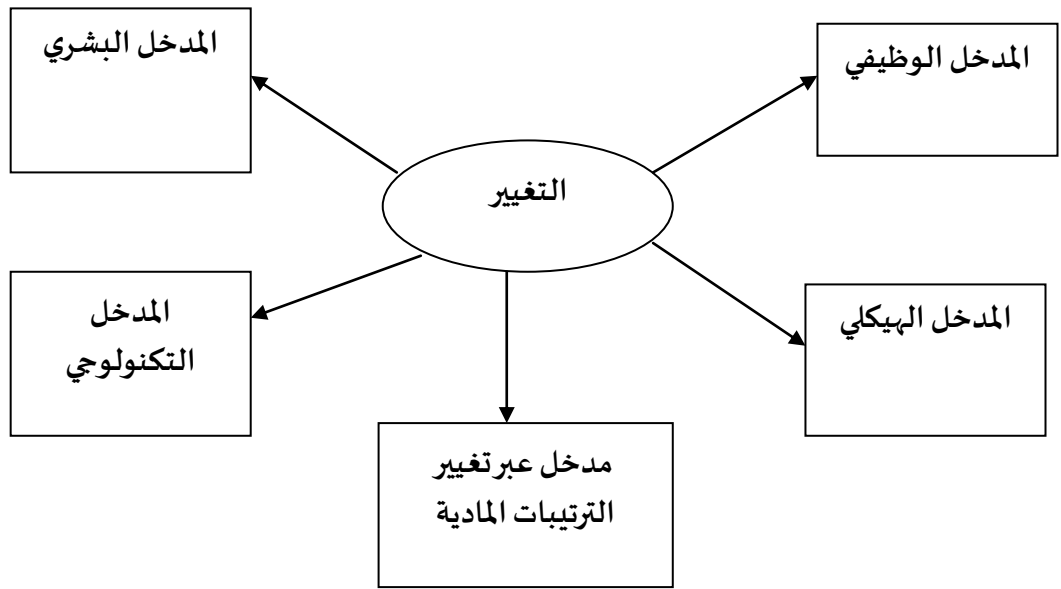 المدخل الوظيفي
المدخل البشري
التغيير
المدخل الهيكلي
المدخل
التكنولوجي
مدخل عبر تغيير
الترتيبات المادية